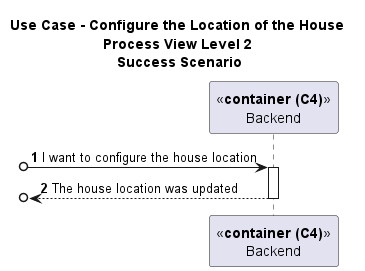 Use Case - Configure the Location of the House
Process View Level 2
Success Scenario
«container (C4)»
Backend
1 I want to configure the house location
2 The house location was updated
«container (C4)»
Backend